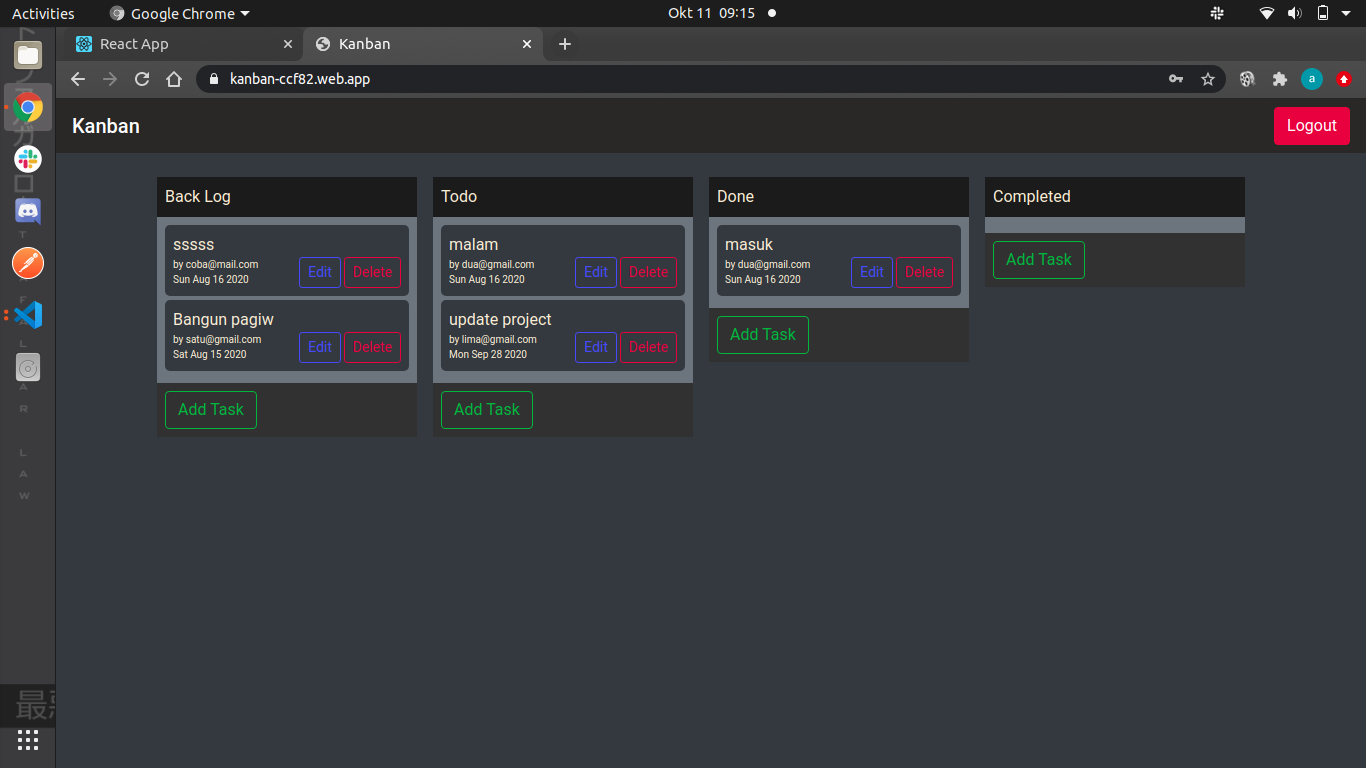 Activities
Google Chrome
Okt 11 09:15
React App
Kanban
kanban-ccf82.web.app
a
Kanban
Logout
Back Log
sssss
by coba@mail.com
Sun Aug 16 2020
Edit
Delete
Bangun pagiw
by satu@gmail.com
Sat Aug 15 2020
Edit
Delete
Add Task
Todo
malam
by dua@gmail.com
Sun Aug 16 2020
Edit
Delete
update project
by lima@gmail.com
Mon Sep 28 2020
Edit
Delete
Add Task
Done
masuk
by dua@gmail.com
Sun Aug 16 2020
Edit
Delete
Add Task
Completed
Add Task
T
F
L
A
R
L
A
W